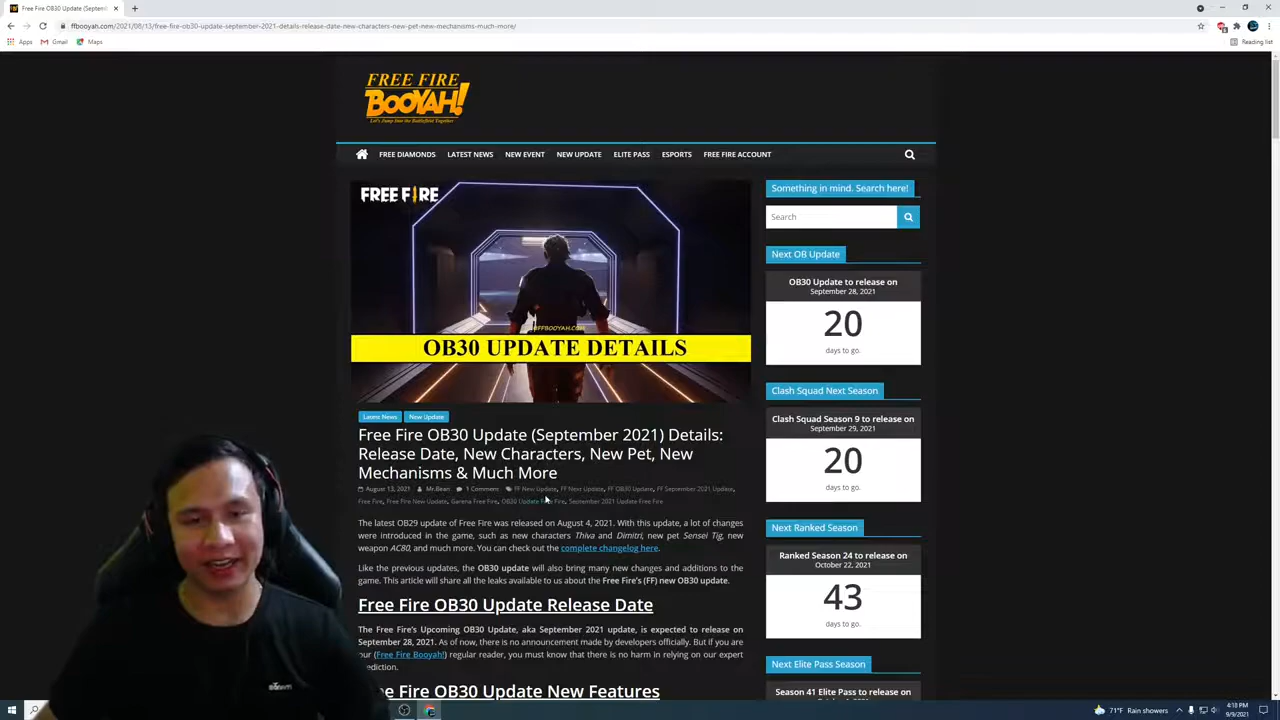 Free Fire OB30 Update (Septem
ffbooyah.com/2021/08/13/free-fire-ob30-update-september-2021-details-release-date-new-characters-new-pet-new-mechanisms-much-more/
Apps
Gmail
Maps
Reading list
FREE FIRE
BOOYAH!
Let's Jump Into the Battlefield Together
FREE DIAMONDS
LATEST NEWS
NEW EVENT
NEW UPDATE
ELITE PASS
ESPORTS
FREE FIRE ACCOUNT
FREE FIRE
@FFBOOYAH.COM
OB30 UPDATE DETAILS
Latest News
New Update
Free Fire OB30 Update (September 2021) Details:
Release Date, New Characters, New Pet, New
Mechanisms & Much More
August 13, 2021
Mr.Bean
1 Comment
FF New Update, FF Next Update, FF OB30 Update, FF September 2021 Update,
Free Fire, Free Fire New Update, Garena Free Fire, OB30 Update Free Fire, September 2021 Update Free Fire
The latest OB29 update of Free Fire was released on August 4, 2021. With this update, a lot of changes
were introduced in the game, such as new characters Thiva and Dimitri, new pet Sensei Tig, new
weapon AC80, and much more. You can check out the complete changelog here.
Like the previous updates, the OB30 update will also bring many new changes and additions to the
game. This article will share all the leaks available to us about the Free Fire's (FF) new OB30 update.
Free Fire OB30 Update Release Date
The Free Fire's Upcoming OB30 Update, aka September 2021 update, is expected to release on
September 28, 2021. As of now, there is no announcement made by developers officially. But if you are
our (Free Fire Booyah!) regular reader, you must know that there is no harm in relying on our expert
ediction.
e Fire OB30 Update New Features
Something in mind. Search here!
Search
Next OB Update
OB30 Update to release on
September 28, 2021
20
days to go.
Clash Squad Next Season
Clash Squad Season 9 to release on
September 29, 2021
20
days to go.
Next Ranked Season
Ranked Season 24 to release on
October 22, 2021
43
days to go.
Next Elite Pass Season
Season 41 Elite Pass to release on
71°F Rain showers
4:10 PM
9/9/2021